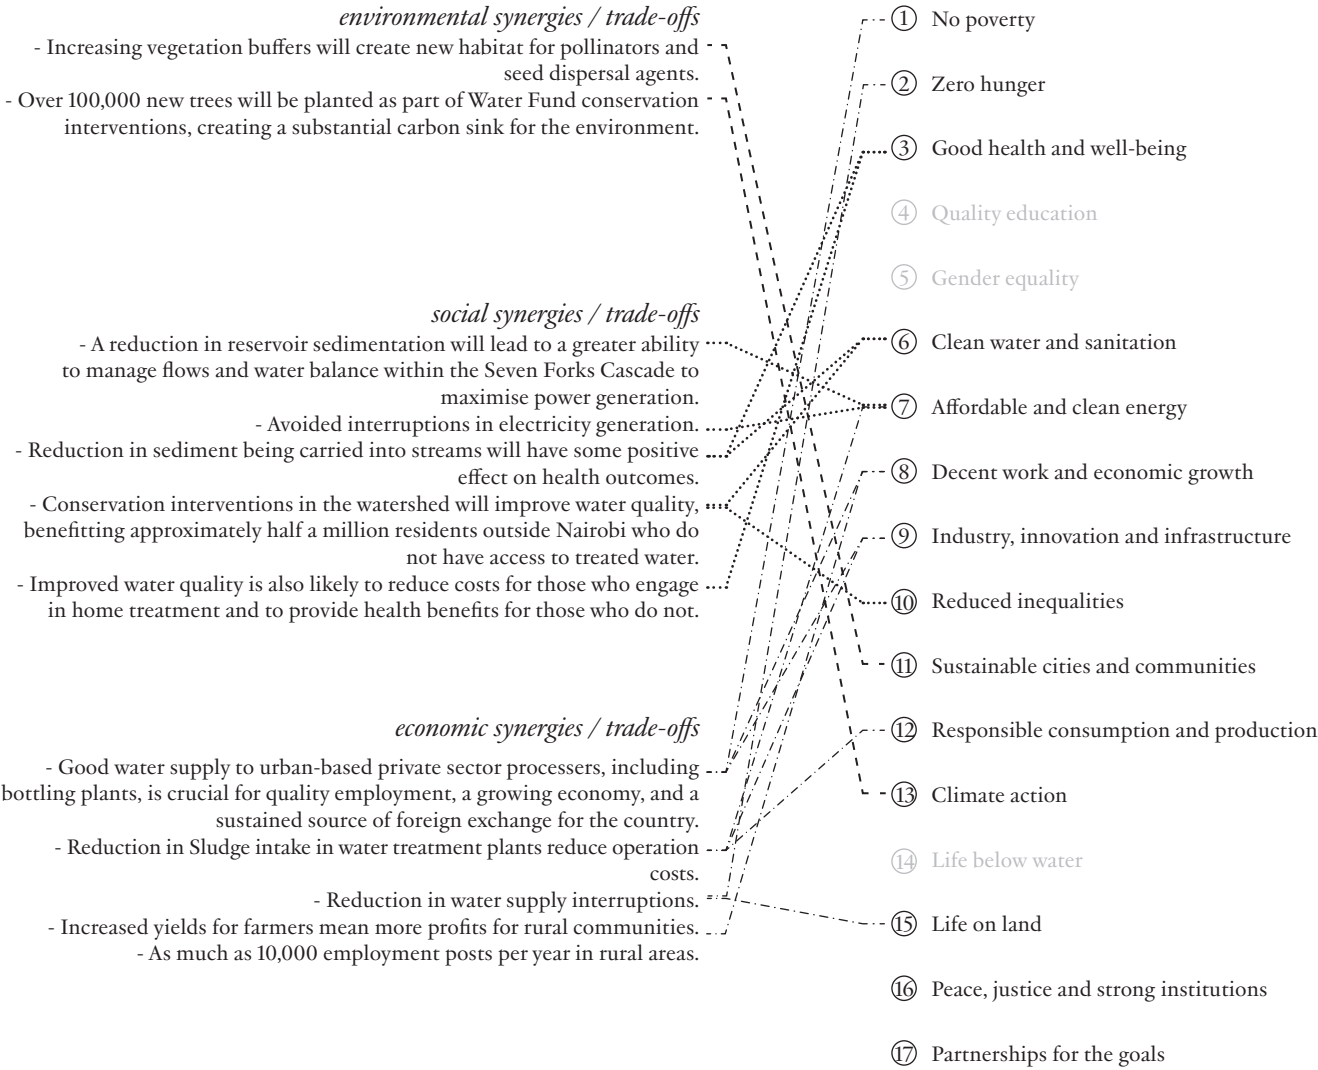 environmental synergies / trade-offs
- Increasing vegetation buffers will create new habitat for pollinators and
seed dispersal agents.
- Over 100,000 new trees will be planted as part of Water Fund conservation
interventions, creating a substantial carbon sink for the environment.
social synergies / trade-offs
- A reduction in reservoir sedimentation will lead to a greater ability
to manage flows and water balance within the Seven Forks Cascade to
maximise power generation.
- Avoided interruptions in electricity generation.
- Reduction in sediment being carried into streams will have some positive
effect on health outcomes.
- Conservation interventions in the watershed will improve water quality,
benefitting approximately half a million residents outside Nairobi who do
not have access to treated water.
- Improved water quality is also likely to reduce costs for those who engage
in home treatment and to provide health benefits for those who do not.
economic synergies / trade-offs
- Good water supply to urban-based private sector processers, including
bottling plants, is crucial for quality employment, a growing economy, and a
sustained source of foreign exchange for the country.
- Reduction in Sludge intake in water treatment plants reduce operation
costs.
- Reduction in water supply interruptions.
- Increased yields for farmers mean more profits for rural communities.
- As much as 10,000 employment posts per year in rural areas.
1 No poverty
2 Zero hunger
3 Good health and well-being
4 Quality education
5 Gender equality
6 Clean water and sanitation
7 Affordable and clean energy
8 Decent work and economic growth
9 Industry, innovation and infrastructure
10 Reduced inequalities
11 Sustainable cities and communities
12 Responsible consumption and production
13 Climate action
14 Life below water
15 Life on land
16 Peace, justice and strong institutions
17 Partnerships for the goals